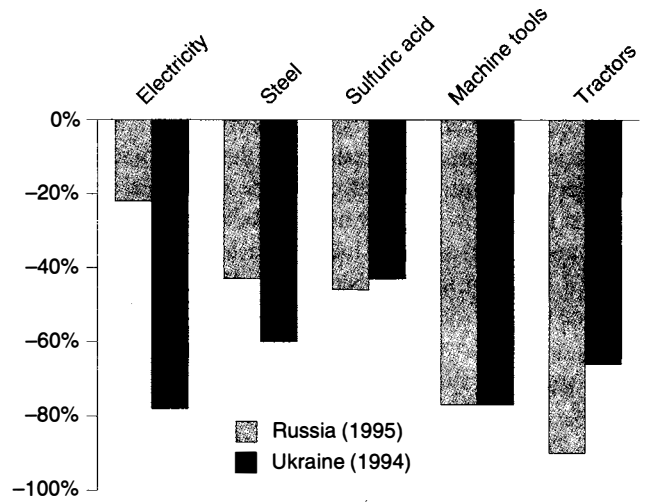 Electricity
Steel
Sulfuric acid
Machine tools
Tractors
0%
–20%
–40%
–60%
–80%
–100%
Russia (1995)
Ukraine (1994)